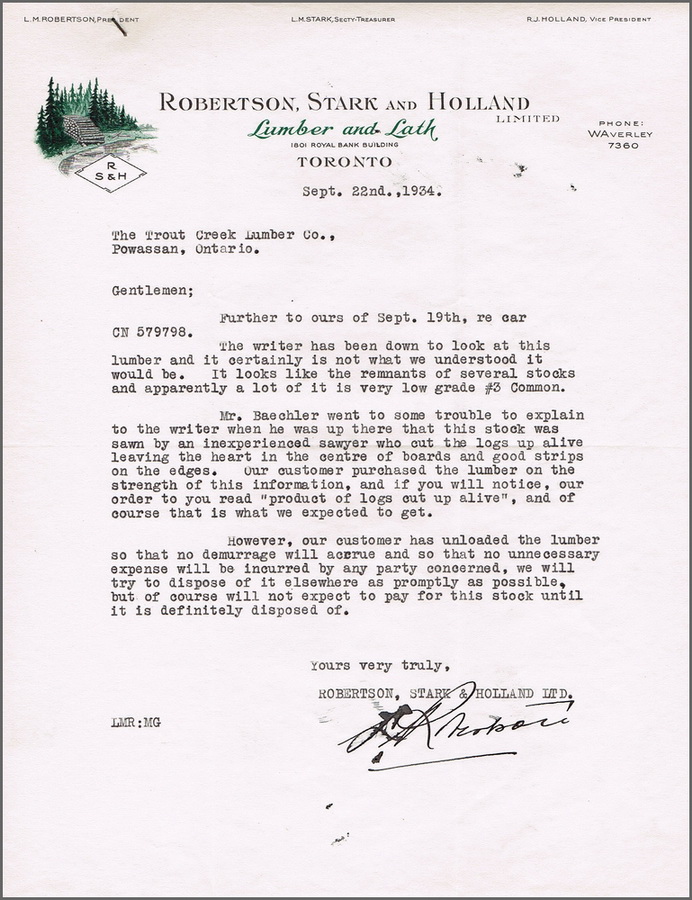 L.M. ROBERTSON, PRESIDENT L.M. STARK, SECTY-TREASURER R.J. HOLLAND, VICE PRESIDENT
ROBERTSON, STARK AND HOLLAND
LIMITED
Lumber and Lath
1801 ROYAL BANK BUILDING
TORONTO
PHONE:
WAVERLEY
7360
R
S & H
Sept. 22nd.,1934.
The Trout Creek Lumber Co.,
Powassan, Ontario.
Gentlemen;
Further to ours of Sept. 19th, re car
CN 579798.
The writer has been down to look at this
lumber and it certainly is not what we understood it
would be. It looks like the remnants of several stocks
and apparently a lot of it is very low grade #3 Common.
Mr. Baechler went to some trouble to explain
to the writer when he was up there that this stock was
sawn by an inexperienced sawyer who cut the logs up alive
leaving the heart in the centre of boards and good strips
on the edges. Our customer purchased the lumber on the
strength of this information, and if you will notice, our
order to you read "product of logs cut up alive", and of
course that is what we expected to get.
However, our customer has unloaded the lumber
so that no demurrage will accrue and so that no unnecessary
expense will be incurred by any party concerned, we will
try to dispose of it elsewhere as promptly as possible,
but of course will not expect to pay for this stock until
it is definitely disposed of.
Yours very truly,
ROBERTSON, STARK & HOLLAND LTD.
LMR:MG
Robertson